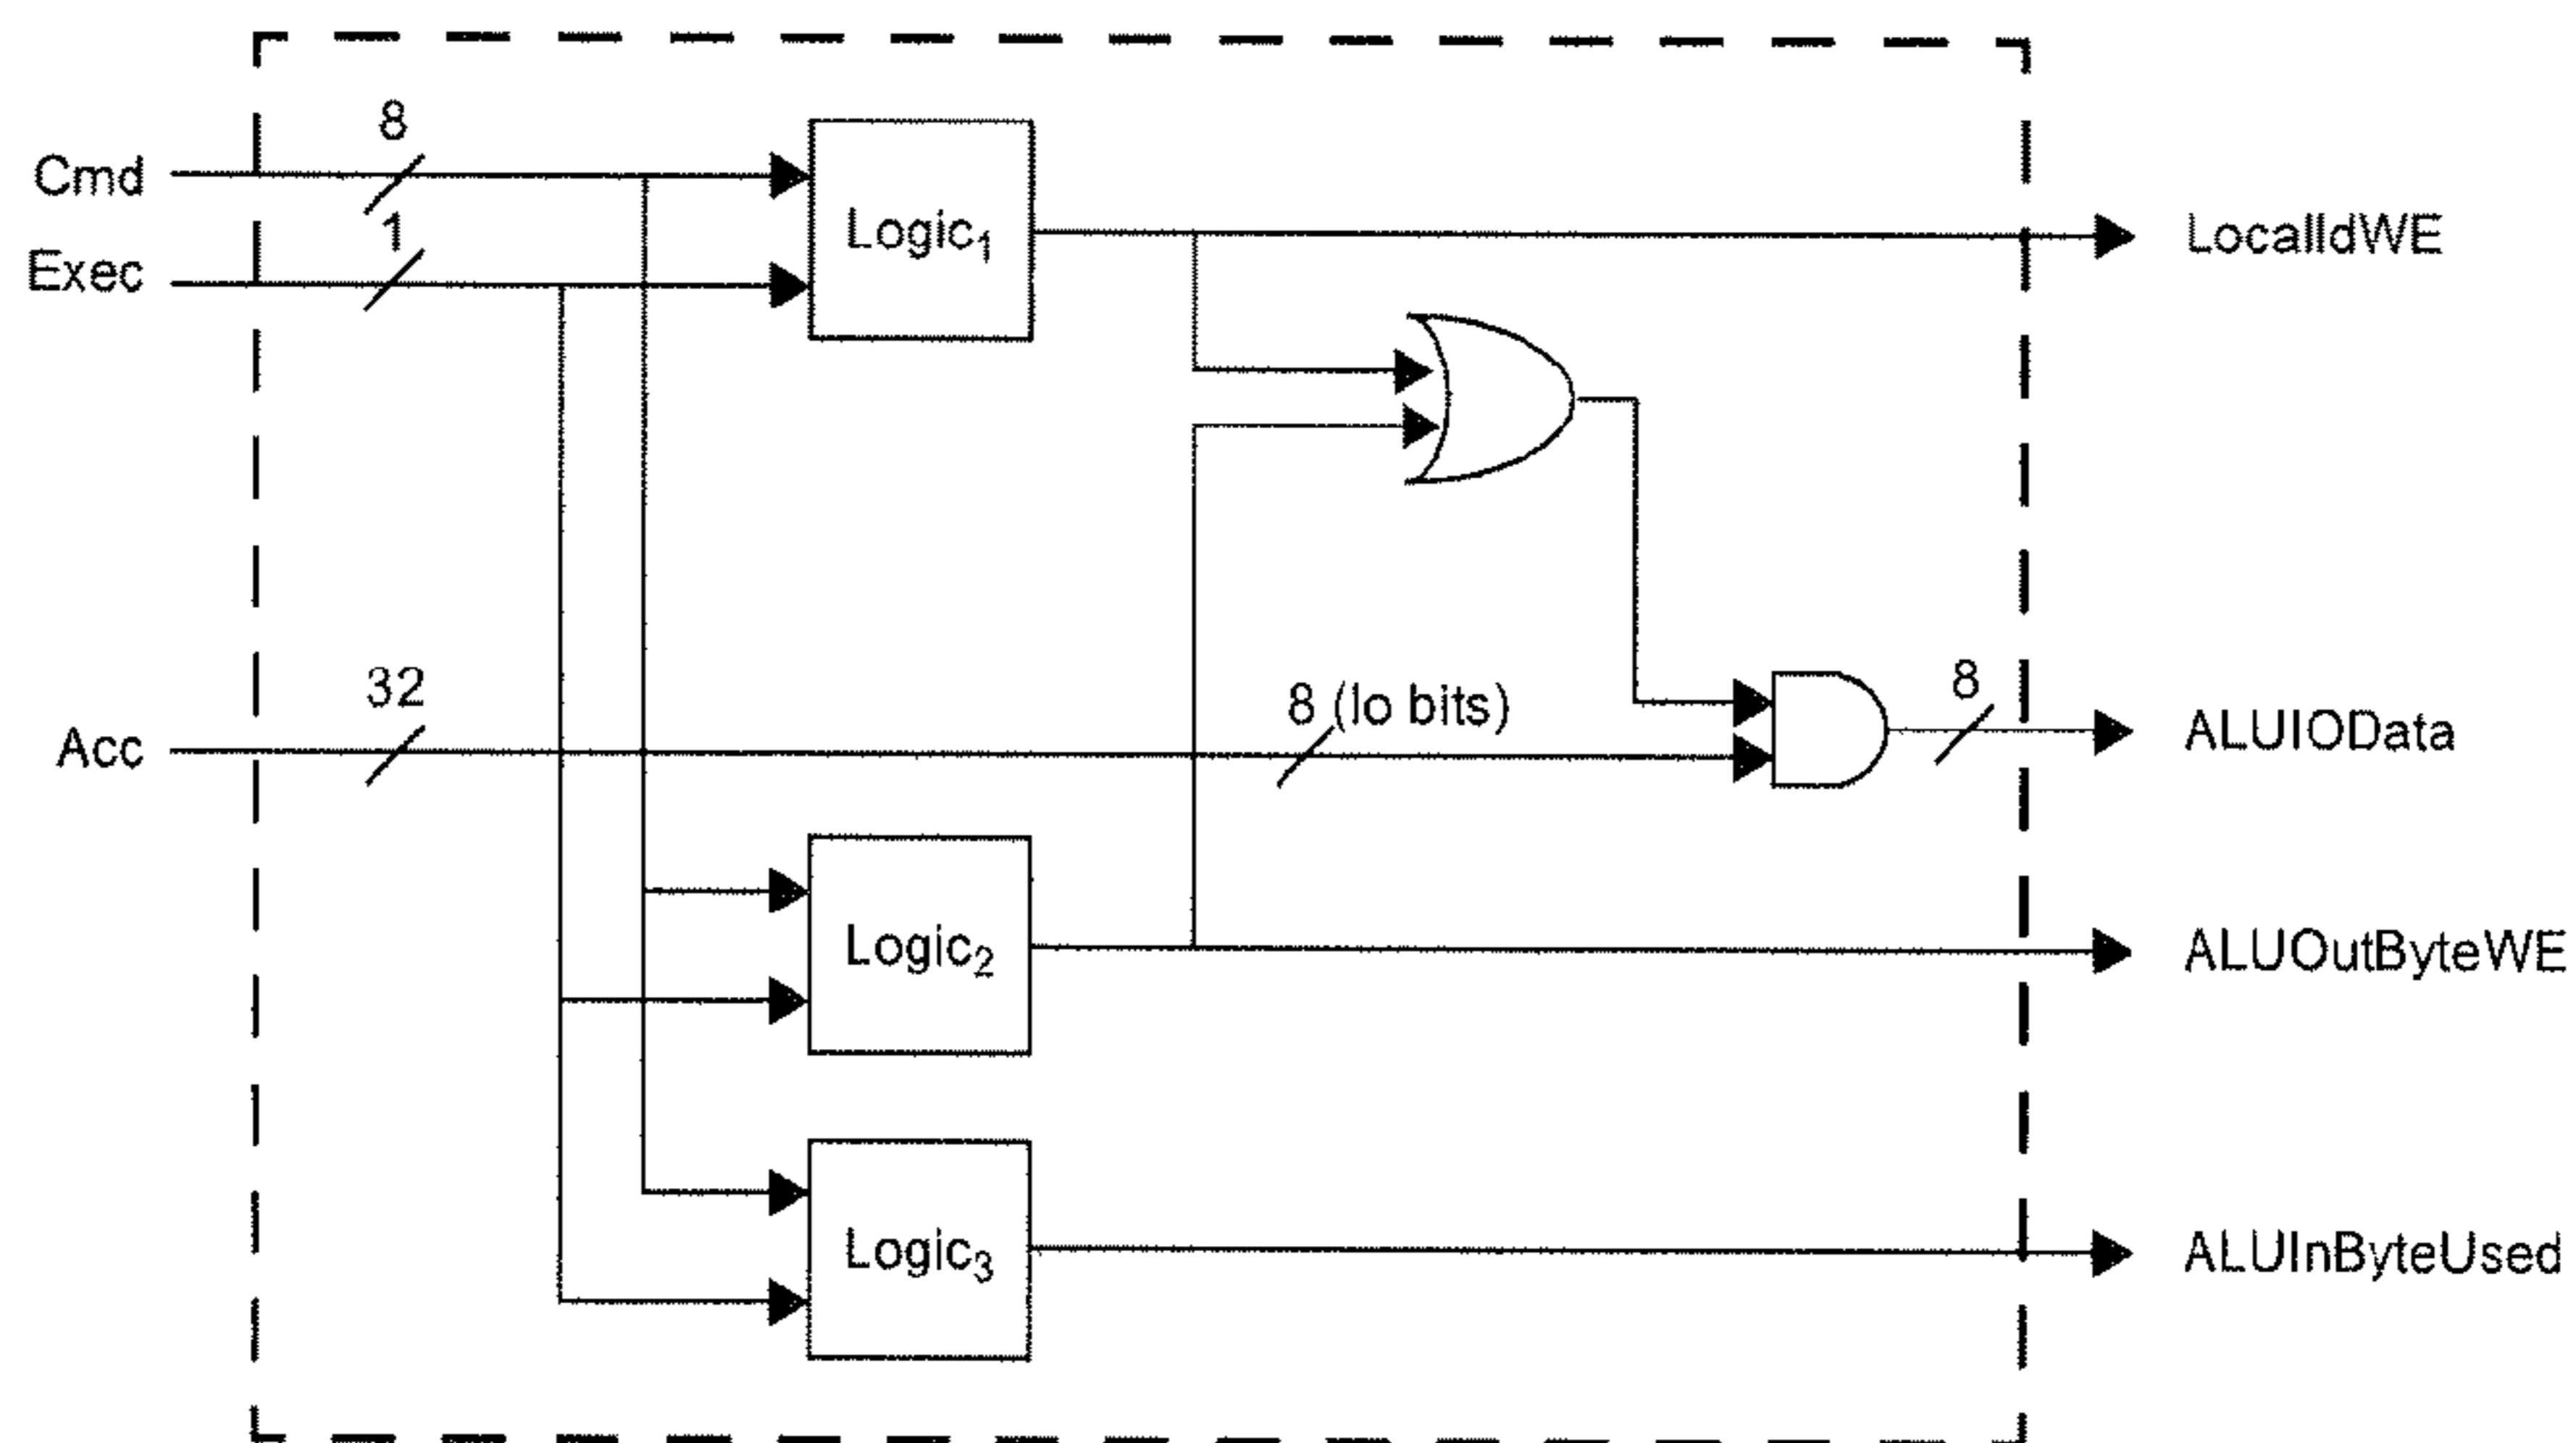 8
Cmd
1
Exec
Logic₁
LocalIdWE
32
Acc
8 (lo bits)
8
ALUIOData
Logic₂
ALUOutByteWE
Logic₃
ALUInByteUsed